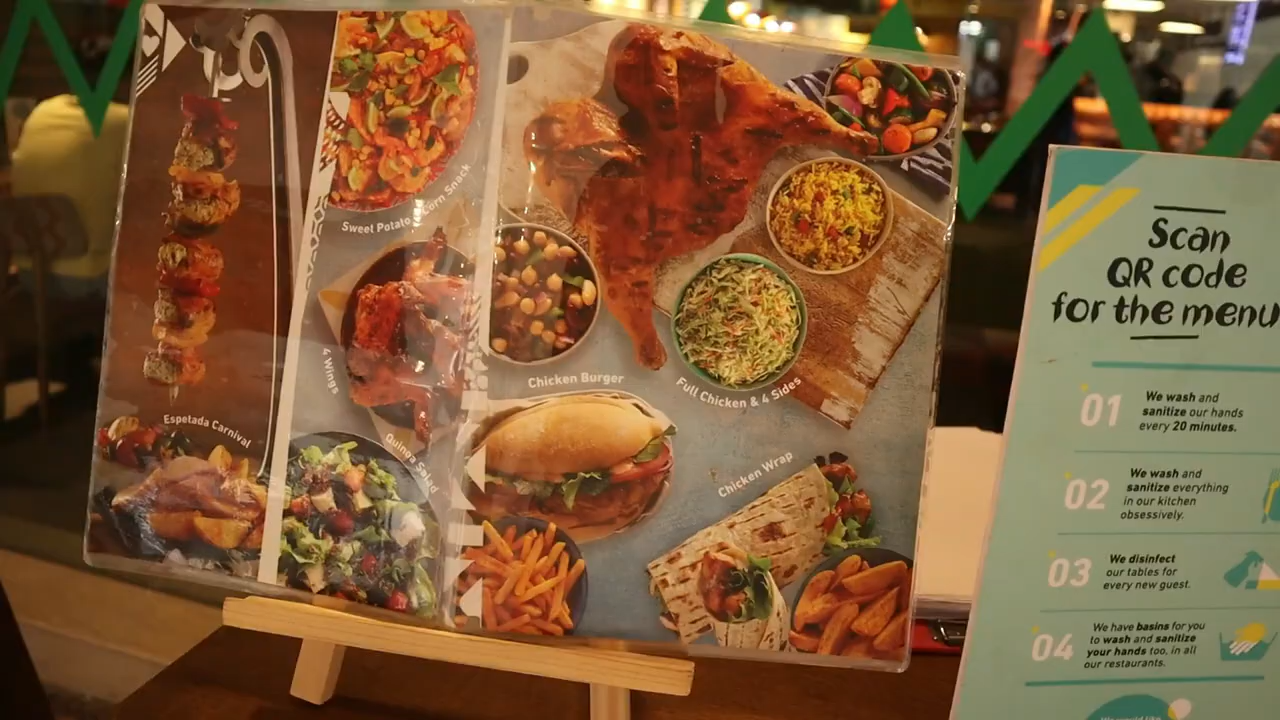 Sweet Potato & Corn Snack
4 Wings
Espetada Carnival
Quinoa Salad
Chicken Burger
Full Chicken & 4 Sides
Chicken Wrap
Scan
QR code
for the menu
01
We wash and
sanitize our hands
every 20 minutes.
02
We wash and
sanitize everything
in our kitchen
obsessively.
03
We disinfect
our tables for
every new guest.
04
We have basins for you
to wash and sanitize
your hands too, in all
our restaurants.